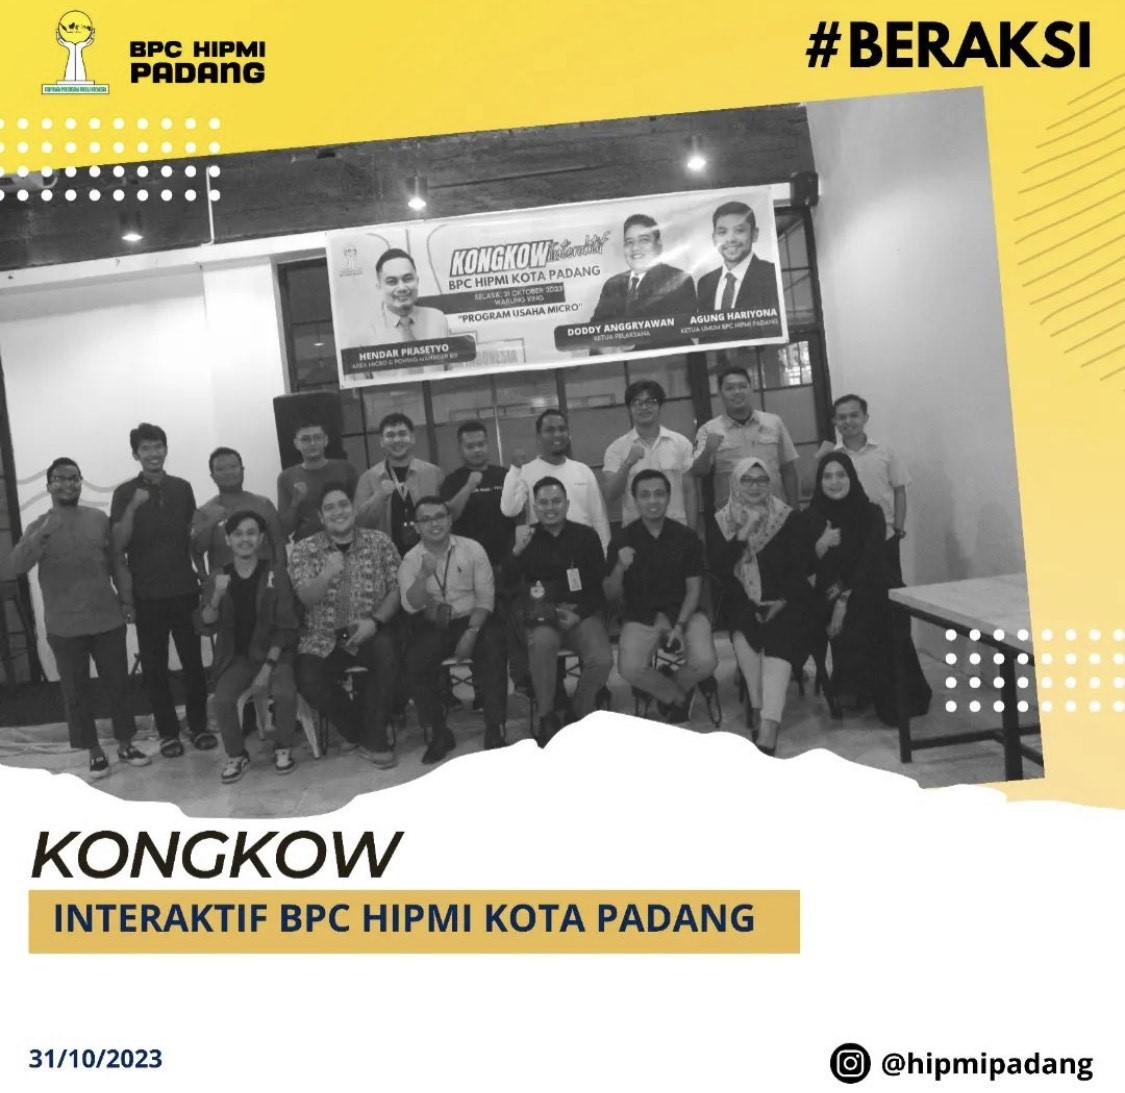 BPC HIPMI
PADANG
#BERAKSI
KONGKOW Interaktif
BPC HIPMI KOTA PADANG
SELASA, 31 OKTOBER 2023
WARUNG KING
"PROGRAM USAHA MICRO"
HENDAR PRASETYO
DODDY ANGGRYAWAN
KETUA PELAKSANA
AGUNG HARIYONA
KETUA UMUM BPC HIPMI PADANG
KONGKOW
INTERAKTIF BPC HIPMI KOTA PADANG
31/10/2023
@hipmipadang